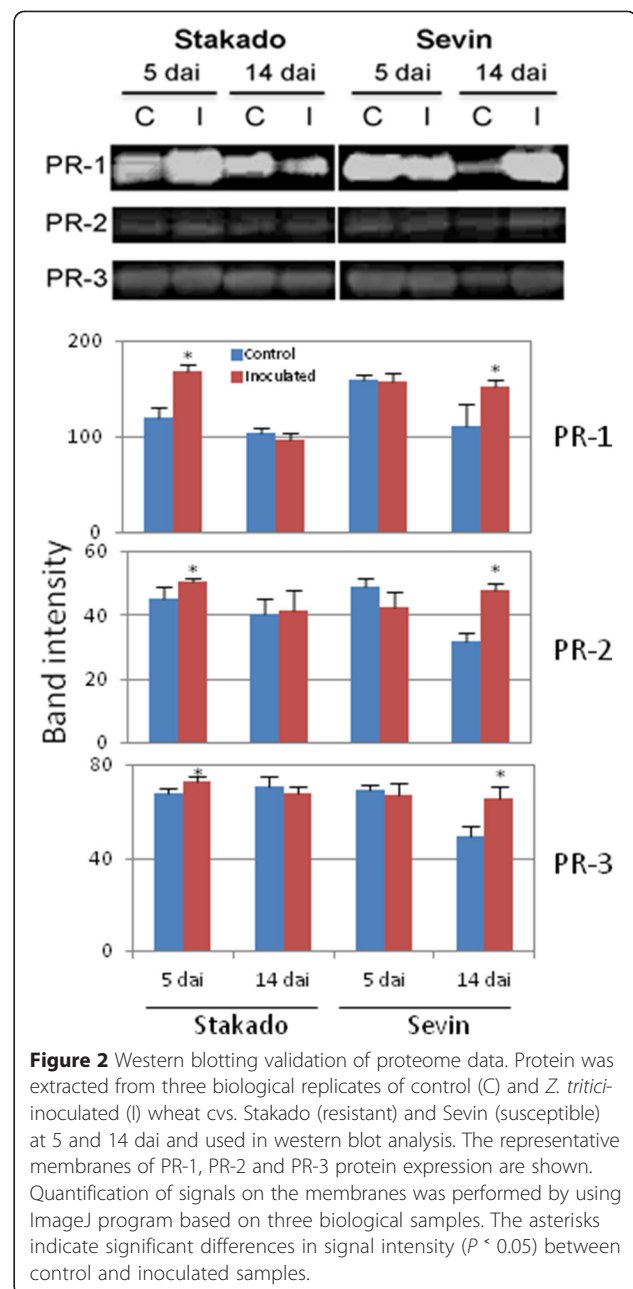 Stakado Sevin
5 dai 14 dai 5 dai 14 dai
C I C I C I C I
PR-1
PR-2
PR-3
200
*
Control
Inoculated
*
100
PR-1
0
60
*
*
40
PR-2
20
0
Band intensity
80
*
*
40
PR-3
0
5 dai 14 dai 5 dai 14 dai
Stakado Sevin
Figure 2 Western blotting validation of proteome data. Protein was
extracted from three biological replicates of control (C) and Z. tritici-
inoculated (I) wheat cvs. Stakado (resistant) and Sevin (susceptible)
at 5 and 14 dai and used in western blot analysis. The representative
membranes of PR-1, PR-2 and PR-3 protein expression are shown.
Quantification of signals on the membranes was performed by using
ImageJ program based on three biological samples. The asterisks
indicate significant differences in signal intensity (P < 0.05) between
control and inoculated samples.